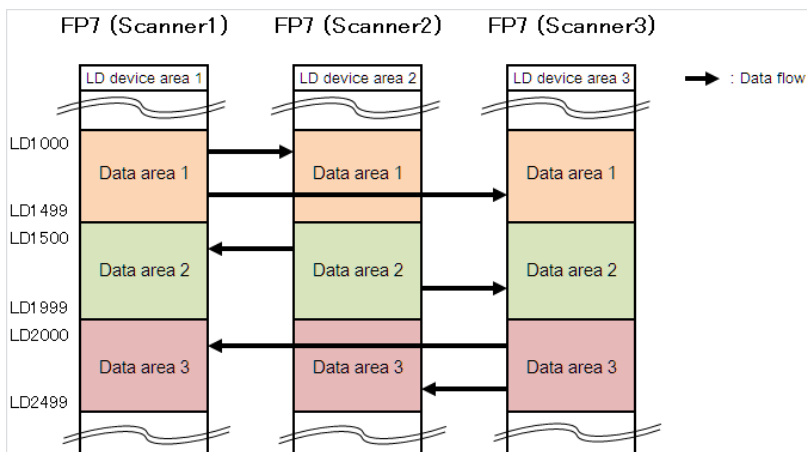 FP7 (Scanner1) FP7 (Scanner2) FP7 (Scanner3)
LD device area 1 LD device area 2 LD device area 3 : Data flow
LD1000
Data area 1 Data area 1 Data area 1
LD1499
LD1500
Data area 2 Data area 2 Data area 2
LD1999
LD2000
Data area 3 Data area 3 Data area 3
LD2499